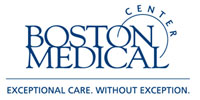 BOSTON
MEDICAL
CENTER
EXCEPTIONAL CARE. WITHOUT EXCEPTION.